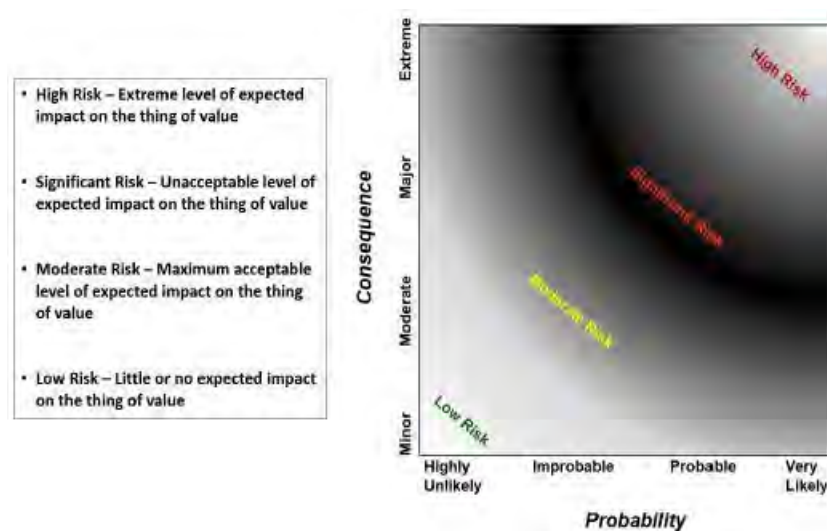 • High Risk – Extreme level of expected
impact on the thing of value
• Significant Risk – Unacceptable level of
expected impact on the thing of value
• Moderate Risk – Maximum acceptable
level of expected impact on the thing
of value
• Low Risk – Little or no expected impact
on the thing of value
Consequence
Extreme
Major
Moderate
Minor
High Risk
Significant Risk
Moderate Risk
Low Risk
Highly
Unlikely
Improbable
Probable
Very
Likely
Probability